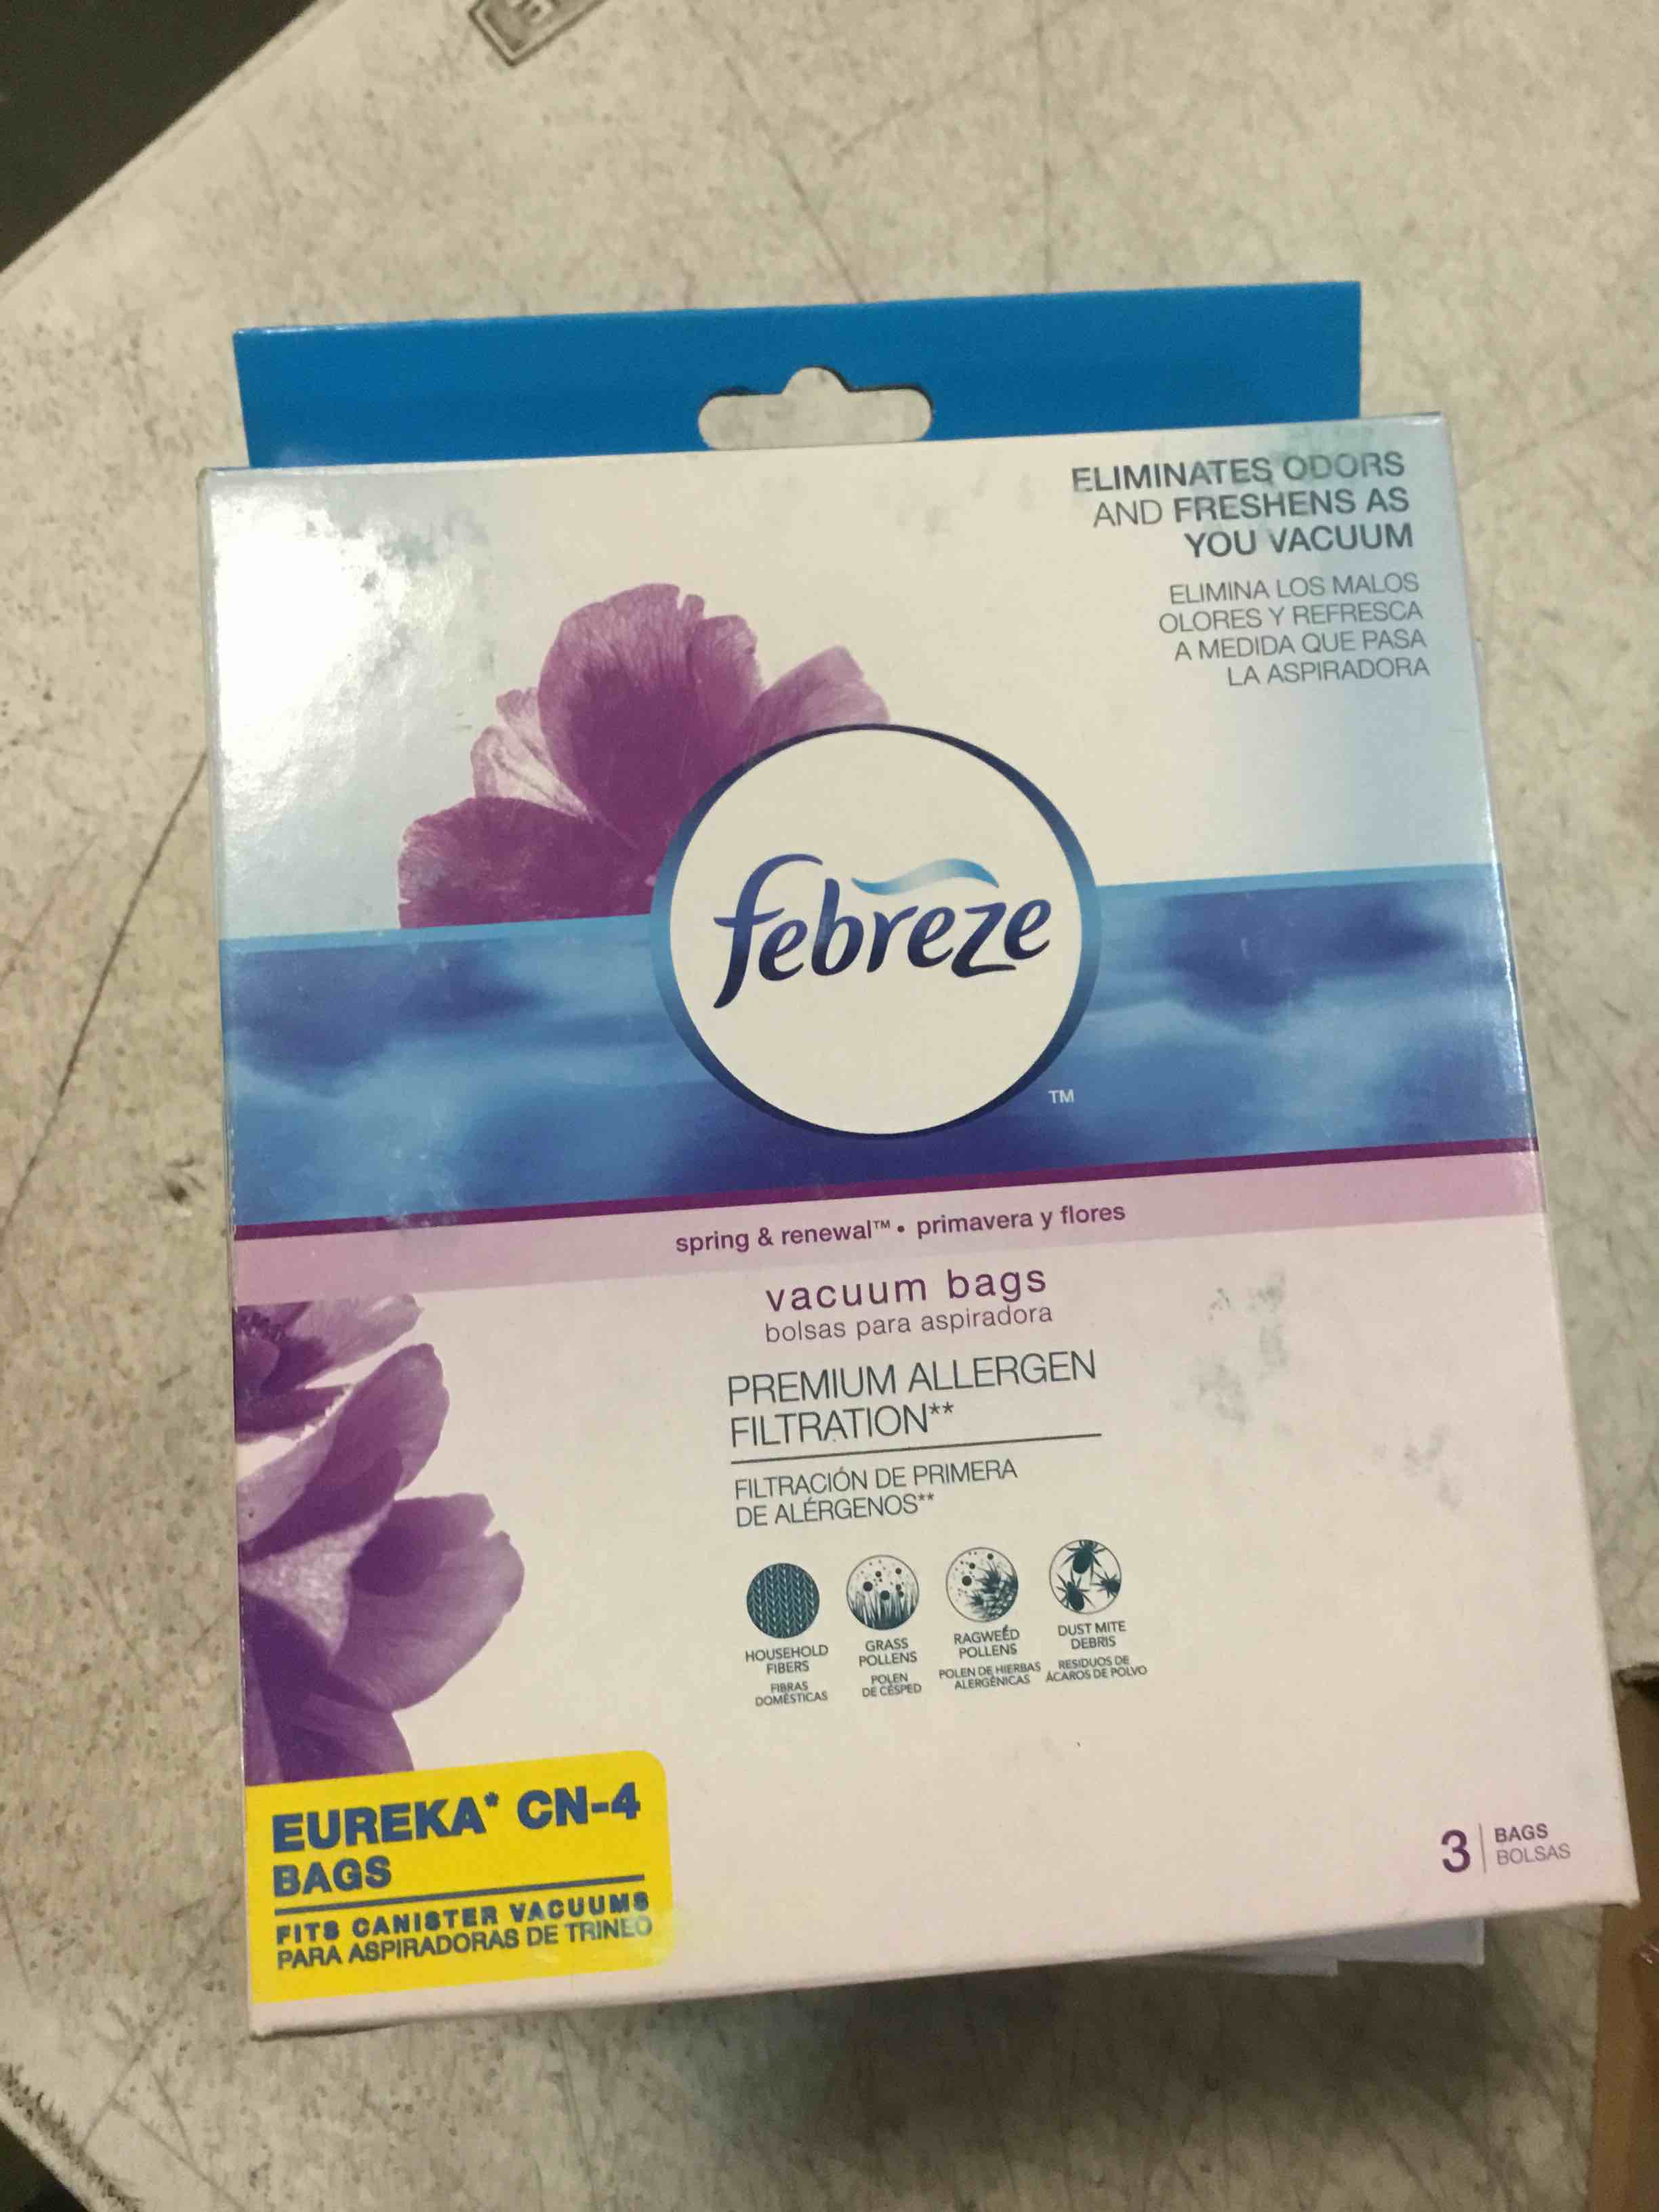 ELIMINATES ODORS
AND FRESHENS AS
YOU VACUUM
ELIMINA LOS MALOS
OLORES Y REFRESCA
A MEDIDA QUE PASA
LA ASPIRADORA
febreze
TM
spring & renewal™ • primavera y flores
vacuum bags
bolsas para aspiradora
PREMIUM ALLERGEN
FILTRATION**
FILTRACIÓN DE PRIMERA
DE ALÉRGENOS**
HOUSEHOLD
FIBERS
FIBRAS
DOMÉSTICAS
GRASS
POLLENS
POLEN
DE CÉSPED
RAGWEED
POLLENS
POLEN DE HIERBAS
ALERGÉNICAS
DUST MITE
DEBRIS
RESIDUOS DE
ÁCAROS DE POLVO
EUREKA* CN-4
BAGS
FITS CANISTER VACUUMS
PARA ASPIRADORAS DE TRINEO
3 BAGS
BOLSAS